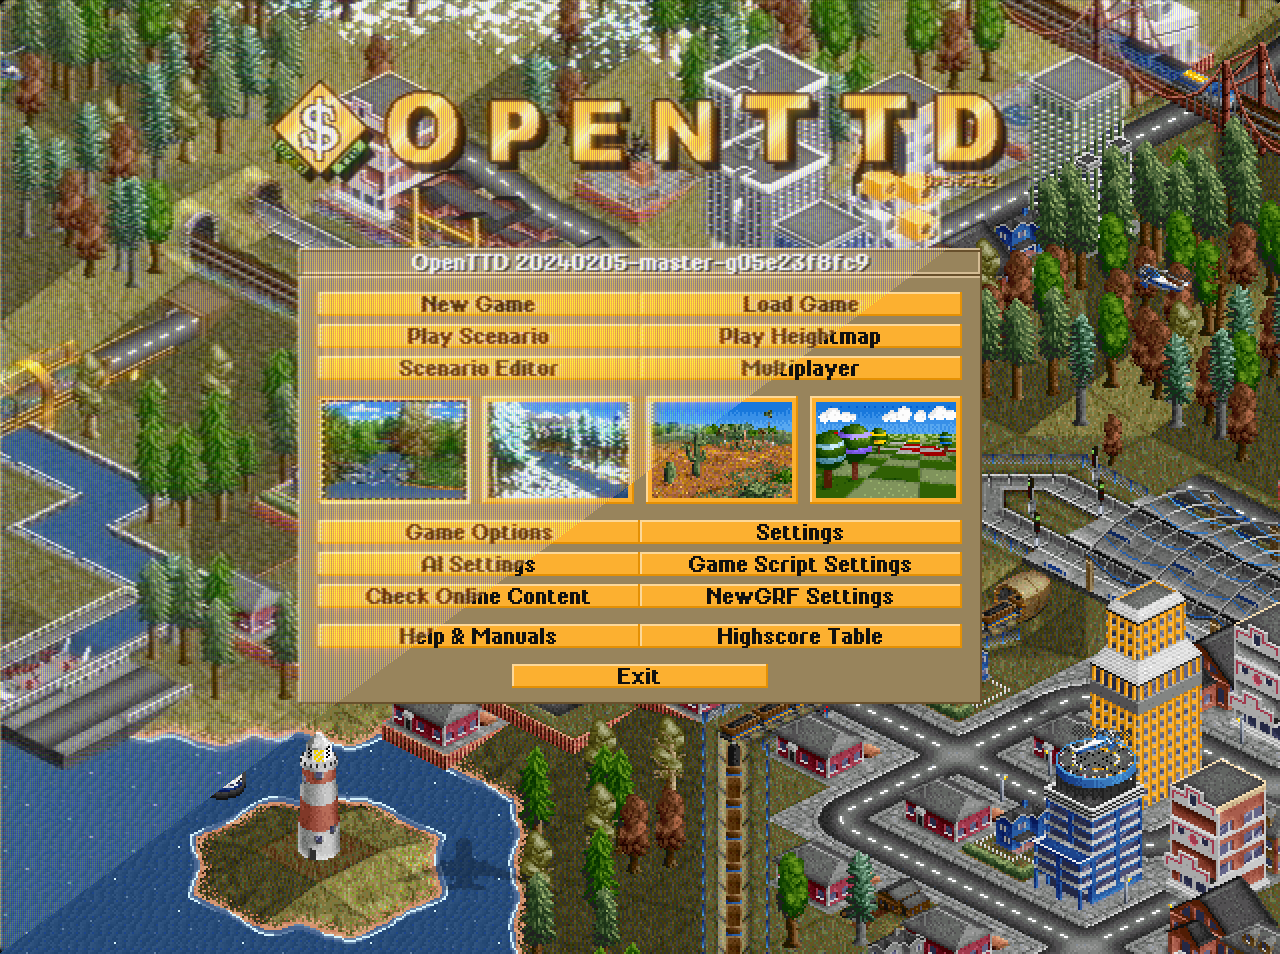 $ OPENTTD
OpenTTD 20240205-master-g05e23f8fc9
New Game
Load Game
Play Scenario
Play Heightmap
Scenario Editor
Multiplayer
Game Options
Settings
AI Settings
Game Script Settings
Check Online Content
NewGRF Settings
Help & Manuals
Highscore Table
Exit